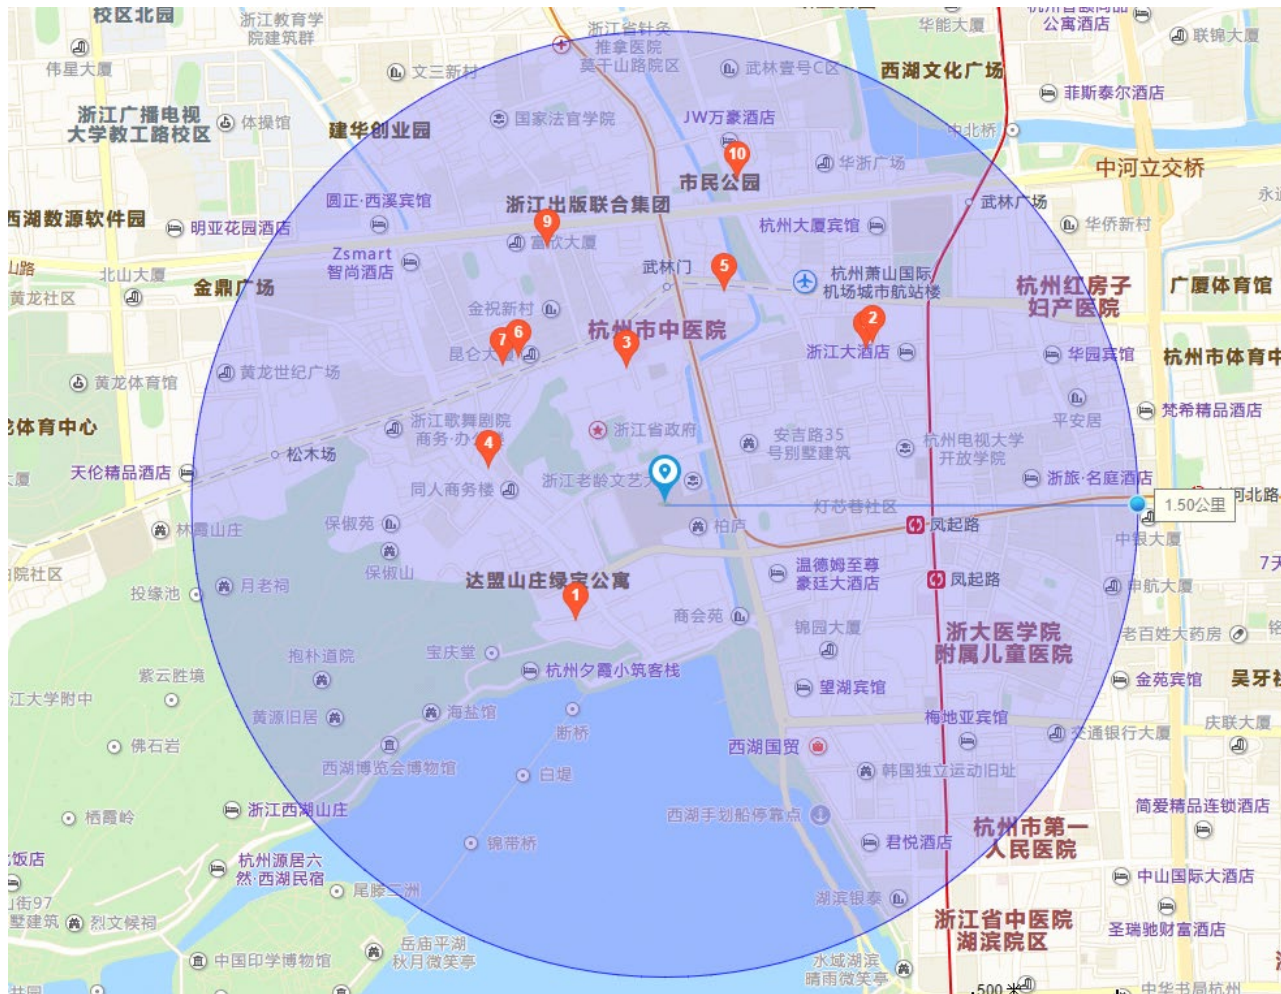 校区北园
浙江教育学
院建筑群
浙江省针灸
推拿医院
莫干山路院区
华能大厦
公寓酒店
联锦大厦
伟星大厦
文三新村
武林壹号C区
西湖文化广场
菲斯泰尔酒店
浙江广播电视
大学教工路校区
体操馆
建华创业园
国家法官学院
JW万豪酒店
中北桥
10
华浙广场
中河立交桥
市民公园
圆正·西溪宾馆
浙江出版联合集团
武林广场
西湖数源软件园
明亚花园酒店
9
富欣大厦
杭州大厦宾馆
华侨新村
Zsmart
智尚酒店
山路
北山大厦
武林门
5
杭州萧山国际
机场城市航站楼
杭州红房子
妇产医院
广厦体育馆
黄龙社区
金鼎广场
金祝新村
杭州市中医院
2
7
6
3
昆仑大厦
浙江大酒店
华园宾馆
杭州市体育中
黄龙世纪广场
黄龙体育馆
平安居
梵希精品酒店
龙体育中心
浙江歌舞剧院
商务·办公楼
浙江省政府
安吉路35
号别墅建筑
杭州电视大学
开放学院
4
松木场
天伦精品酒店
浙江老龄文艺
浙旅·名庭酒店
河北路
同人商务楼
1.50公里
灯芯巷社区
林霞山庄
保俶苑
柏庐
凤起路
中银大厦
保俶山
温德姆至尊
豪廷大酒店
凤起路
7天
院社区
月老祠
投缘池
达盟山庄绿宝公寓
中航大厦
1
商会苑
锦园大厦
浙大医学院
附属儿童医院
老百姓大药房
抱朴道院
宝庆堂
杭州夕霞小筑客栈
紫云胜境
江大学附中
望湖宾馆
金苑宾馆
黄源旧居
海盐馆
断桥
梅地亚宾馆
交通银行大厦
庆联大厦
佛石岩
西湖博览会博物馆
白堤
西湖国贸
韩国独立运动旧址
栖霞岭
浙江西湖山庄
西湖手划船停靠点
简爱精品连锁酒店
锦带桥
君悦酒店
杭州市第一
人民医院
饭店
杭州源居六
然·西湖民宿
中山国际大酒店
街97
墅建筑
烈文候祠
湖滨银泰
浙江省中医院
湖滨院区
圣瑞驰财富酒店
中国印学博物馆
岳庙平湖
秋月微笑亭
水域湖滨
晴雨微笑亭
500米
中华书局杭州